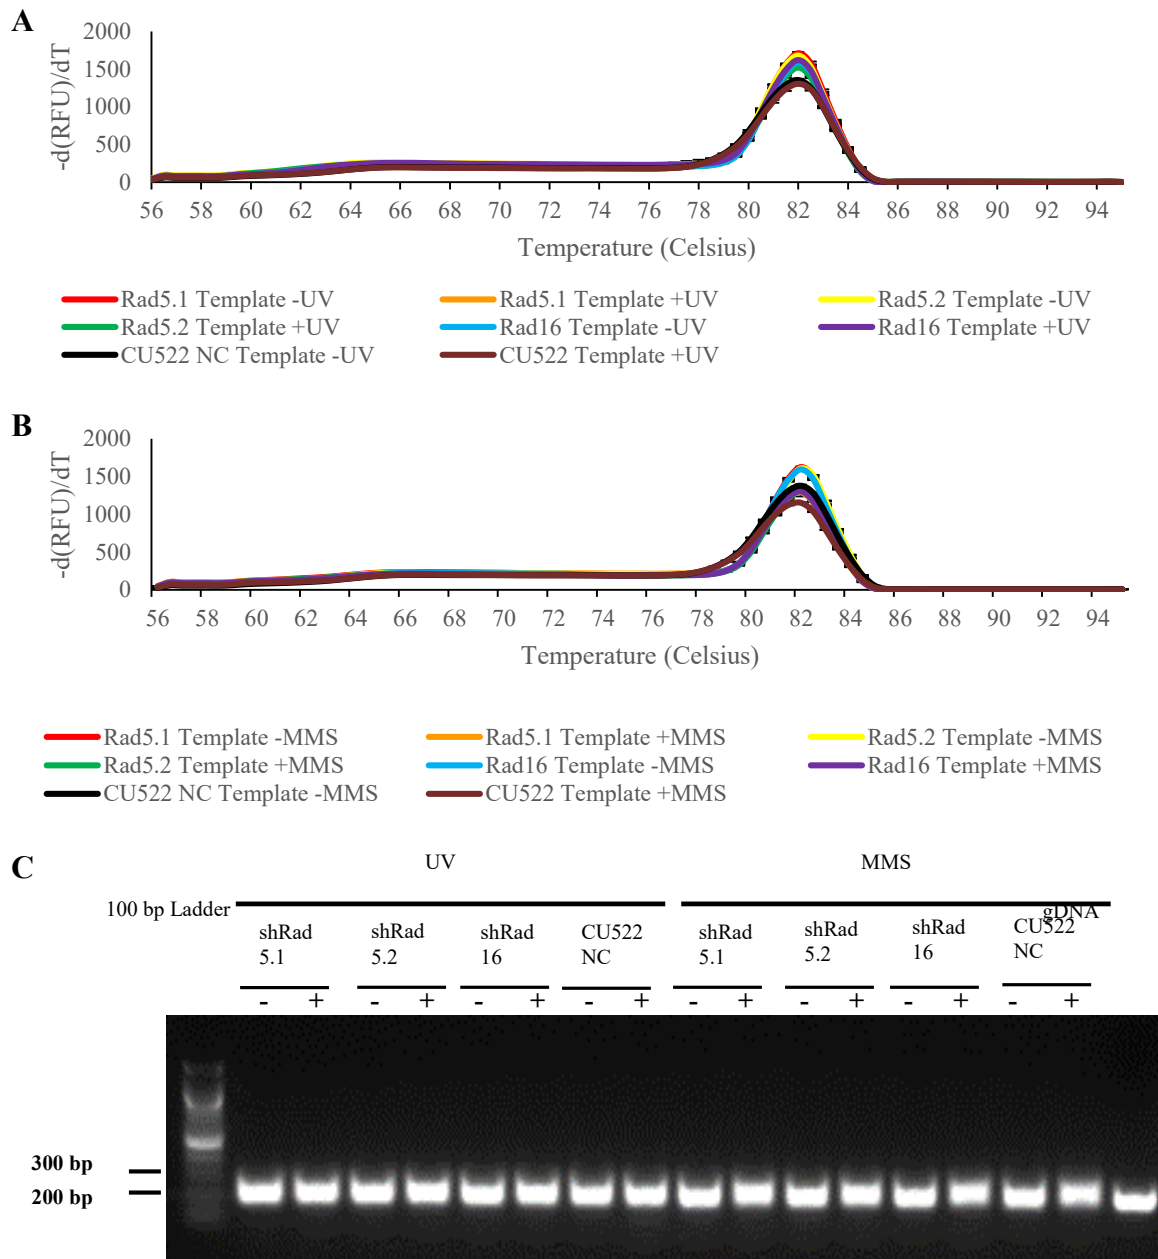 A
2000
1500
1000
500
0
-d(RFU)/dT
56 58 60 62 64 66 68 70 72 74 76 78 80 82 84 86 88 90 92 94
Temperature (Celsius)
Rad5.1 Template -UV Rad5.1 Template +UV Rad5.2 Template -UV
Rad5.2 Template +UV Rad16 Template -UV Rad16 Template +UV
CU522 NC Template -UV CU522 Template +UV
B
2000
1500
1000
500
0
-d(RFU)/dT
56 58 60 62 64 66 68 70 72 74 76 78 80 82 84 86 88 90 92 94
Temperature (Celsius)
Rad5.1 Template -MMS Rad5.1 Template +MMS Rad5.2 Template -MMS
Rad5.2 Template +MMS Rad16 Template -MMS Rad16 Template +MMS
CU522 NC Template -MMS CU522 Template +MMS
C
UV MMS
100 bp Ladder gDNA
shRad shRad shRad CU522 shRad shRad shRad CU522
5.1 5.2 16 NC 5.1 5.2 16 NC
- + - + - + - + - + - + - + - +
300 bp
200 bp